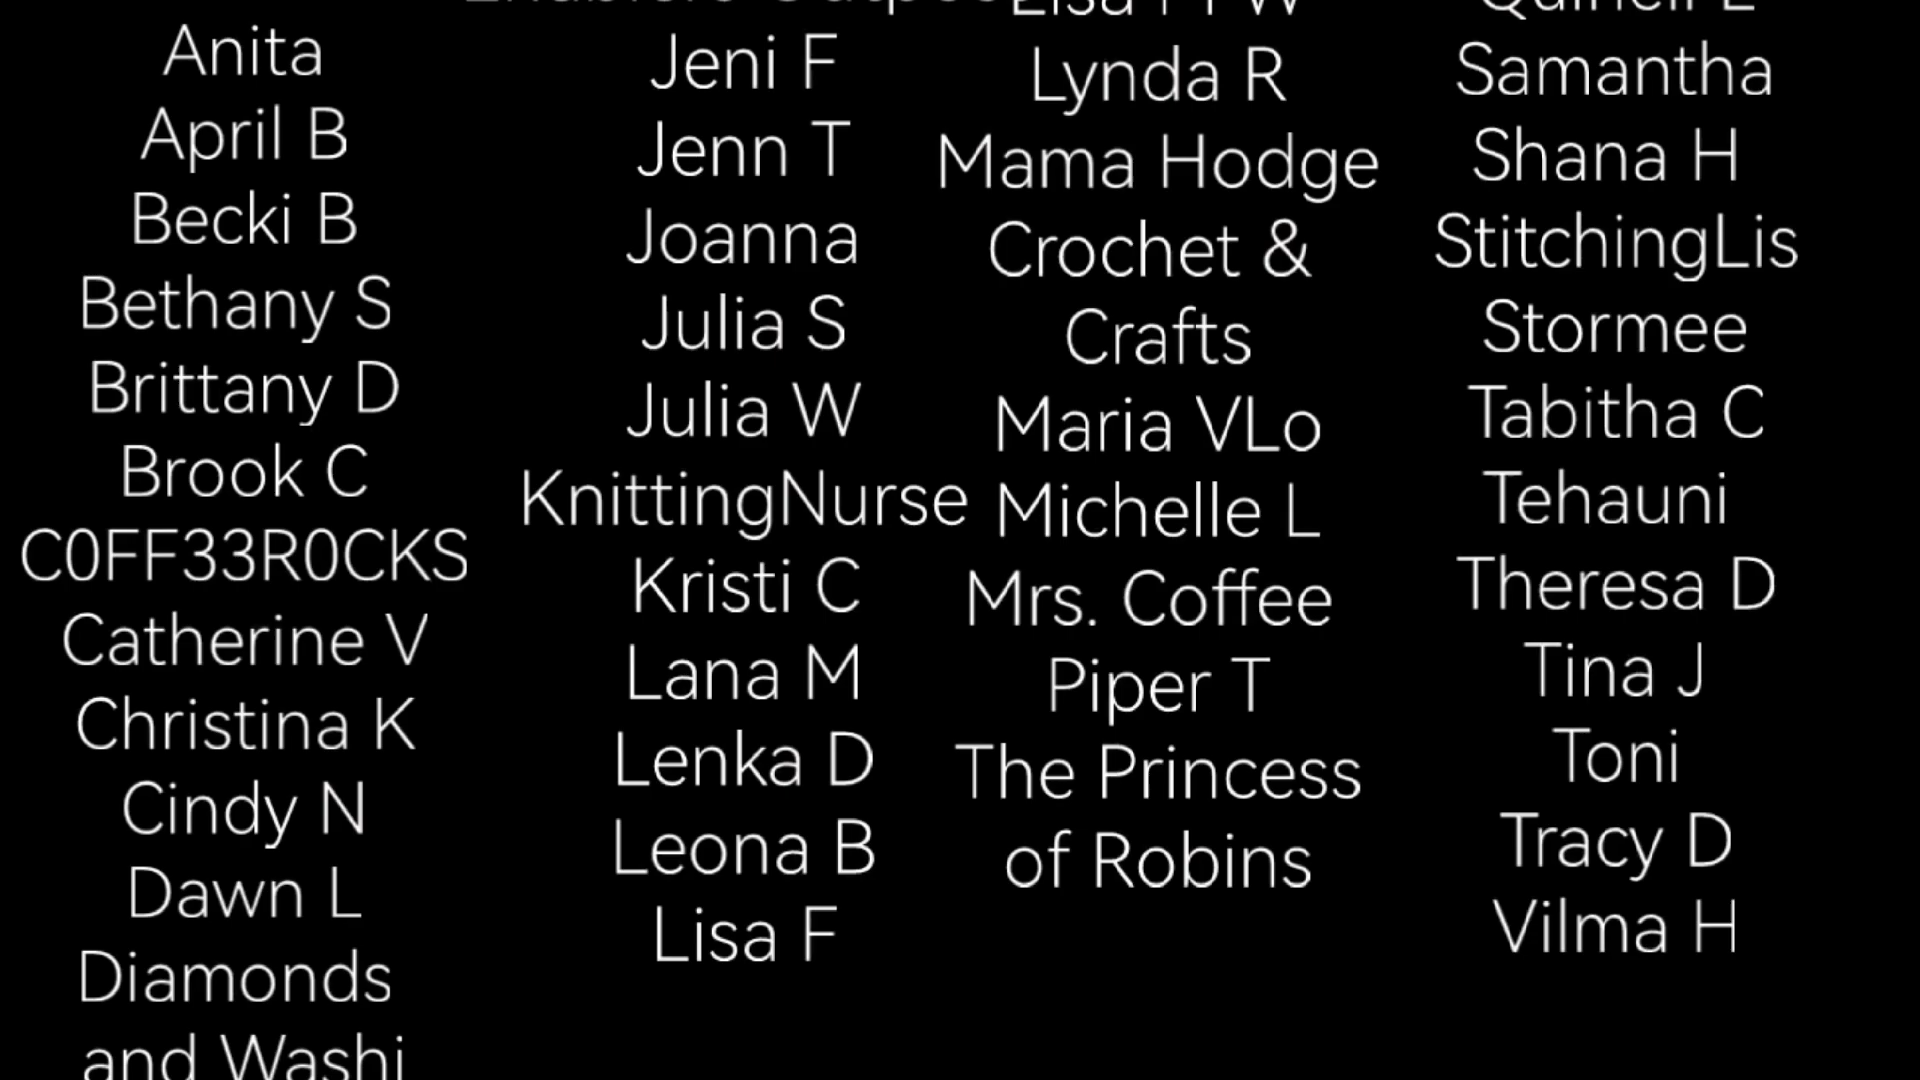 Anita
April B
Becki B
Bethany S
Brittany D
Brook C
C0FF33R0CKS
Catherine V
Christina K
Cindy N
Dawn L
Diamonds
and Washi
Jeni F
Jenn T
Joanna
Julia S
Julia W
KnittingNurse
Kristi C
Lana M
Lenka D
Leona B
Lisa F
Lynda R
Mama Hodge
Crochet &
Crafts
Maria VLo
Michelle L
Mrs. Coffee
Piper T
The Princess
of Robins
Samantha
Shana H
StitchingLis
Stormee
Tabitha C
Tehauni
Theresa D
Tina J
Toni
Tracy D
Vilma H